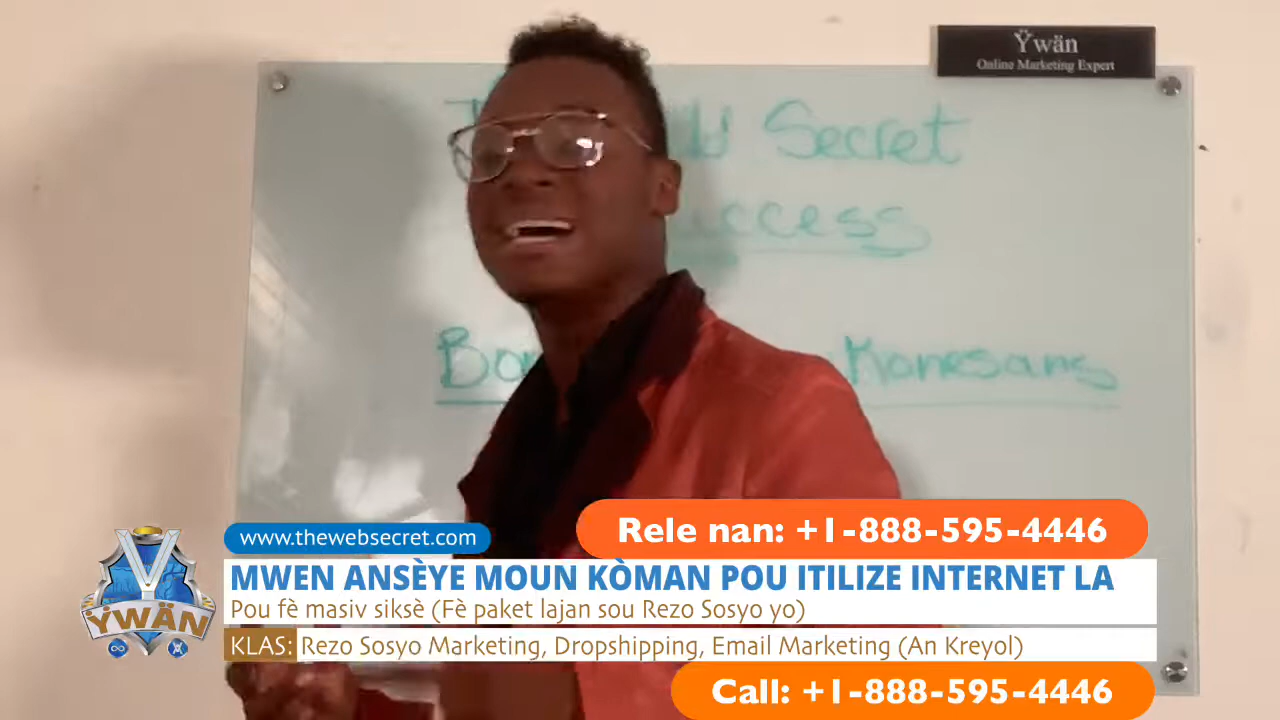 Ÿwän
Online Marketing Expert
Secret
Konesans
Rele nan: +1-888-595-4446
www.thewebsecret.com
MWEN ANSÈYE MOUN KÒMAN POU ITILIZE INTERNET LA
Pou fè masiv siksè (Fè paket lajan sou Rezo Sosyo yo)
KLAS: Rezo Sosyo Marketing, Dropshipping, Email Marketing (An Kreyol)
ŸWÄN
Call: +1-888-595-4446